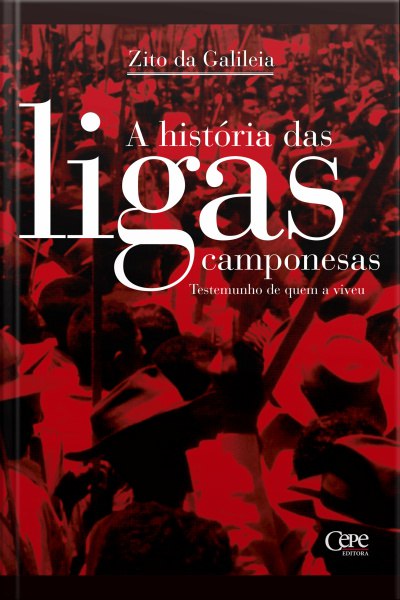 Zito da Galileia
A história das
ligas
camponesas
Testemunho de quem a viveu
Cepe
EDITORA